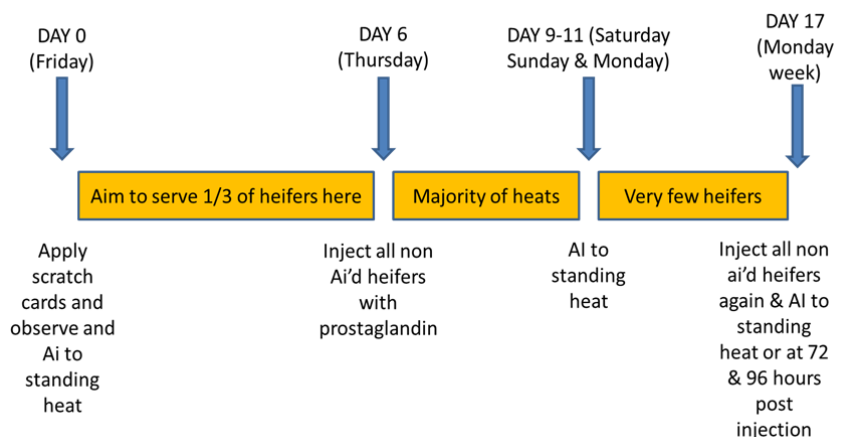 DAY 0
(Friday)
DAY 6
(Thursday)
DAY 9-11 (Saturday
Sunday & Monday)
DAY 17
(Monday
week)
Aim to serve 1/3 of heifers here
Majority of heats
Very few heifers
Apply
scratch
cards and
observe and
Ai to
standing
heat
Inject all non
Ai'd heifers
with
prostaglandin
AI to
standing
heat
Inject all non
ai'd heifers
again & AI to
standing
heat or at 72
& 96 hours
post
injection